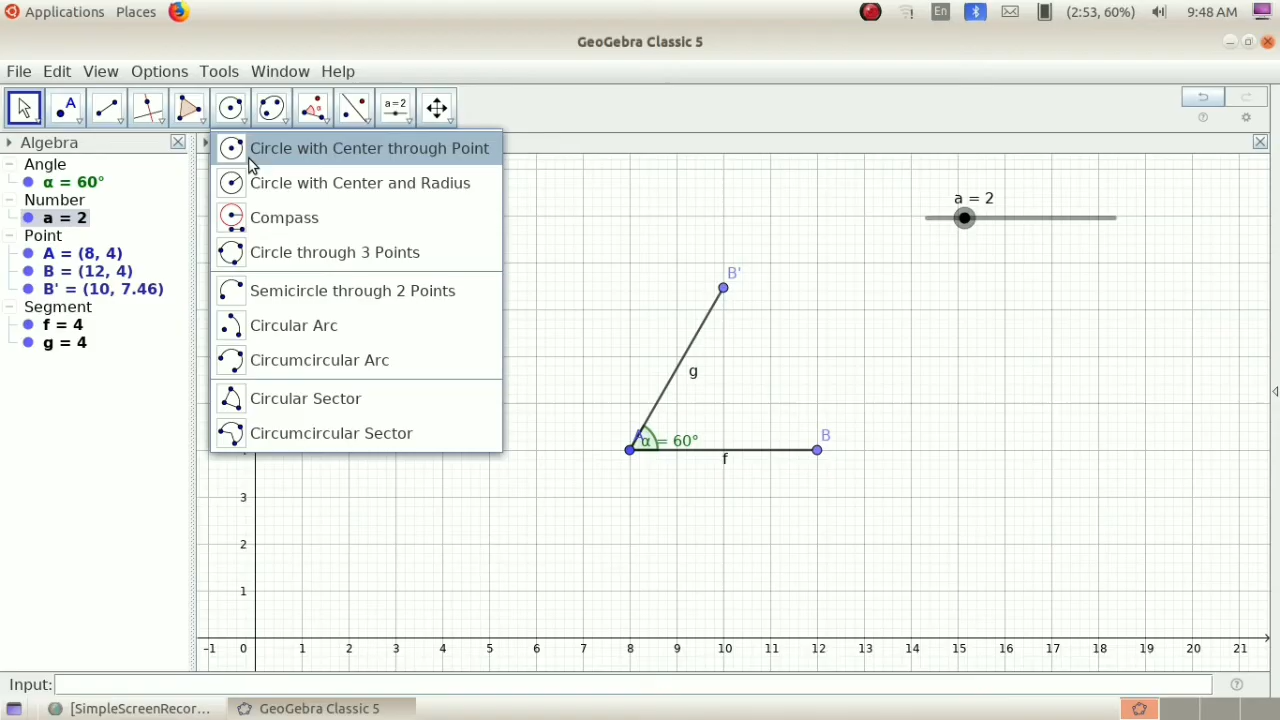 Applications Places En (2:53, 60%) 9:48 AM
GeoGebra Classic 5
File Edit View Options Tools Window Help
A α a=2
Algebra
Angle
α = 60°
Number
a = 2
Point
A = (8, 4)
B = (12, 4)
B' = (10, 7.46)
Segment
f = 4
g = 4
Circle with Center through Point
Circle with Center and Radius
Compass
Circle through 3 Points
Semicircle through 2 Points
Circular Arc
Circumcircular Arc
Circular Sector
Circumcircular Sector
a = 2
B'
g
A α = 60° B
f
3
2
1
-1 0 1 2 3 4 5 6 7 8 9 10 11 12 13 14 15 16 17 18 19 20 21
Input:
[SimpleScreenRecor... GeoGebra Classic 5